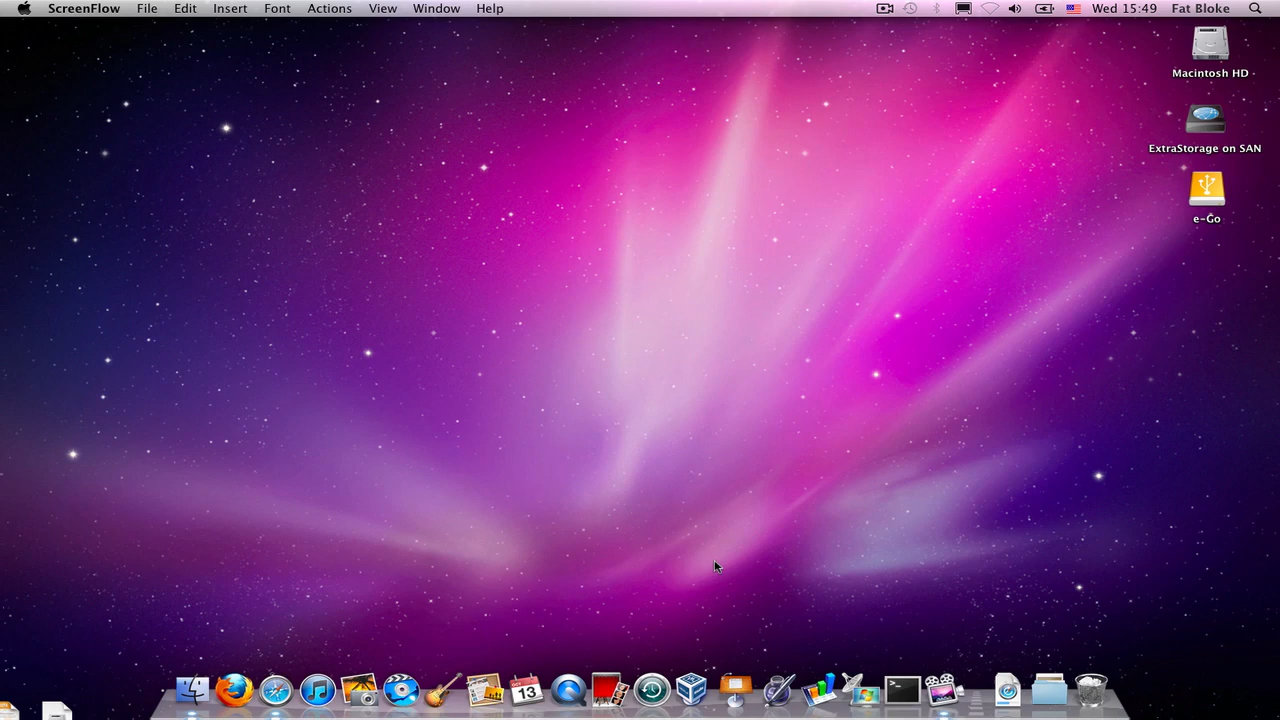 ScreenFlow File Edit Insert Font Actions View Window Help Wed 15:49 Fat Bloke
Macintosh HD
ExtraStorage on SAN
e-Go
OCT
13